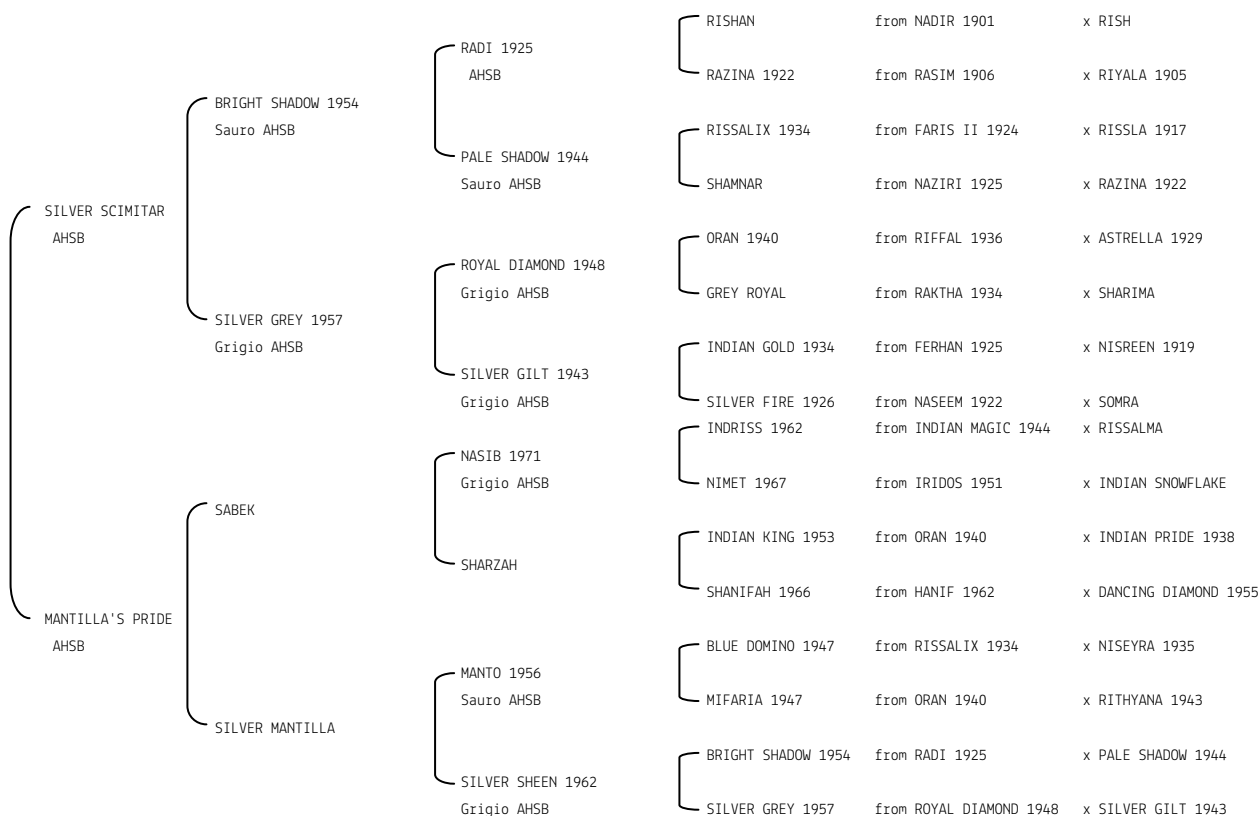 RISHAN from NADIR 1901 x RISH
RADI 1925
AHSB
RAZINA 1922 from RASIM 1906 x RIYALA 1905
BRIGHT SHADOW 1954
Sauro AHSB
RISSALIX 1934 from FARIS II 1924 x RISSLA 1917
PALE SHADOW 1944
Sauro AHSB
SHAMNAR from NAZIRI 1925 x RAZINA 1922
SILVER SCIMITAR
AHSB
ORAN 1940 from RIFFAL 1936 x ASTRELLA 1929
ROYAL DIAMOND 1948
Grigio AHSB
GREY ROYAL from RAKTHA 1934 x SHARIMA
SILVER GREY 1957
Grigio AHSB
INDIAN GOLD 1934 from FERHAN 1925 x NISREEN 1919
SILVER GILT 1943
Grigio AHSB
SILVER FIRE 1926 from NASEEM 1922 x SOMRA
INDRISS 1962 from INDIAN MAGIC 1944 x RISSALMA
NASIB 1971
Grigio AHSB
NIMET 1967 from IRIDOS 1951 x INDIAN SNOWFLAKE
SABEK
INDIAN KING 1953 from ORAN 1940 x INDIAN PRIDE 1938
SHARZAH
SHANIFAH 1966 from HANIF 1962 x DANCING DIAMOND 1955
MANTILLA'S PRIDE
AHSB
BLUE DOMINO 1947 from RISSALIX 1934 x NISEYRA 1935
MANTO 1956
Sauro AHSB
MIFARIA 1947 from ORAN 1940 x RITHYANA 1943
SILVER MANTILLA
BRIGHT SHADOW 1954 from RADI 1925 x PALE SHADOW 1944
SILVER SHEEN 1962
Grigio AHSB
SILVER GREY 1957 from ROYAL DIAMOND 1948 x SILVER GILT 1943